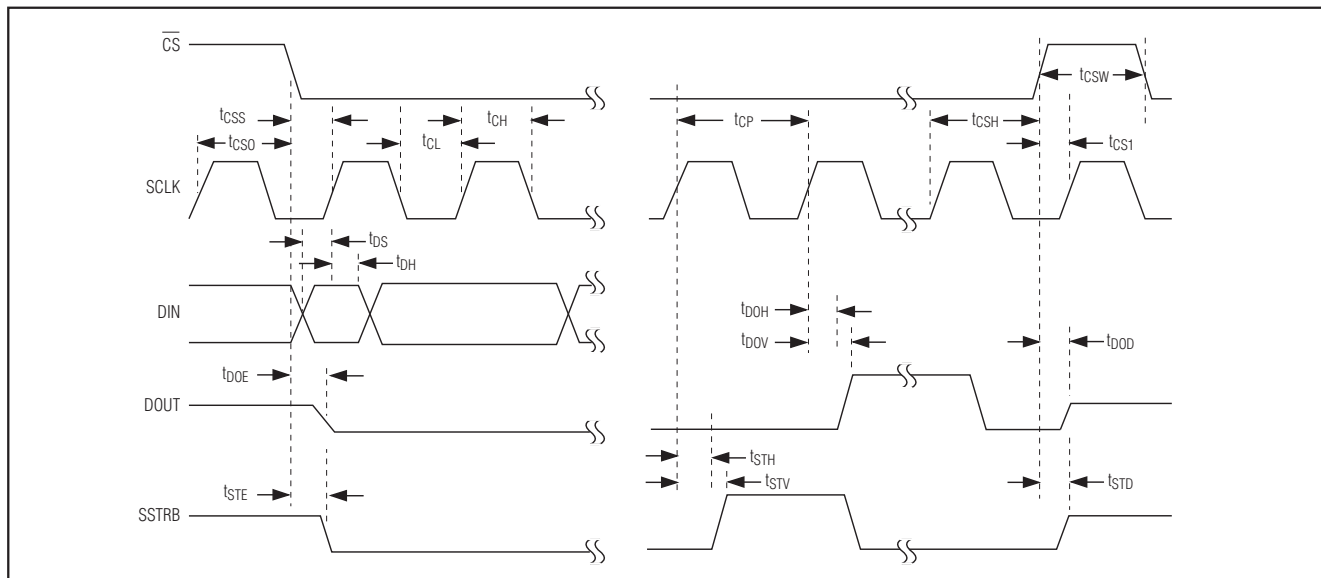 CS
tCSW
tCSS
tCH
tCP
tCSH
tCSO
tCL
tCS1
SCLK
tDS
tDH
DIN
tDOH
tDOV
tDOD
tDOE
DOUT
tSTH
tSTE
tSTV
tSTD
SSTRB